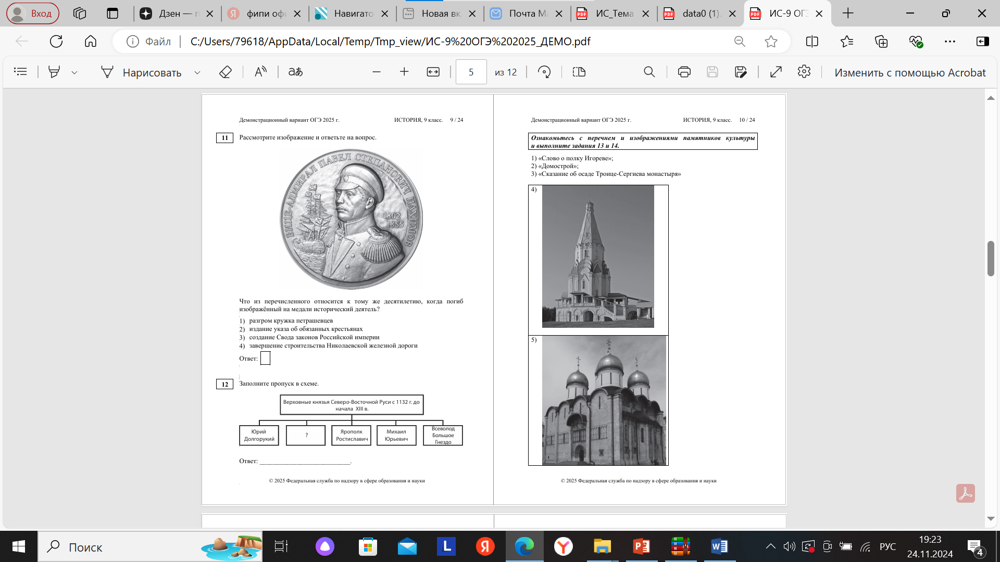 Вход
Дзен — п
фипи офи
Навигато
Новая вк
Почта Ma
ИС_Тема
data0 (1).
ИС-9 ОГЭ
Файл
C:/Users/79618/AppData/Local/Temp/Tmp_view/ИС-9%20ОГЭ%202025_ДЕМО.pdf
Нарисовать
5
из 12
Изменить с помощью Acrobat
Демонстрационный вариант ОГЭ 2025 г. ИСТОРИЯ, 9 класс. 9 / 24
11 Рассмотрите изображение и ответьте на вопрос.
ВИЦЕ-АДМИРАЛ ПАВЕЛ СТЕПАНОВИЧ НАХИМОВ
1802
1855
Что из перечисленного относится к тому же десятилетию, когда погиб
изображённый на медали исторический деятель?
1) разгром кружка петрашевцев
2) издание указа об обязанных крестьянах
3) создание Свода законов Российской империи
4) завершение строительства Николаевской железной дороги
Ответ:
12 Заполните пропуск в схеме.
Верховные князья Северо-Восточной Руси с 1132 г. до
начала XIII в.
Юрий
Долгорукий
?
Ярополк
Ростиславич
Михаил
Юрьевич
Всеволод
Большое
Гнездо
Ответ: ___________________________.
© 2025 Федеральная служба по надзору в сфере образования и науки
Демонстрационный вариант ОГЭ 2025 г. ИСТОРИЯ, 9 класс. 10 / 24
Ознакомьтесь с перечнем и изображениями памятников культуры
и выполните задания 13 и 14.
1) «Слово о полку Игореве»;
2) «Домострой»;
3) «Сказание об осаде Троице-Сергиева монастыря»
4)
5)
© 2025 Федеральная служба по надзору в сфере образования и науки
Поиск
РУС
19:23
24.11.2024
4